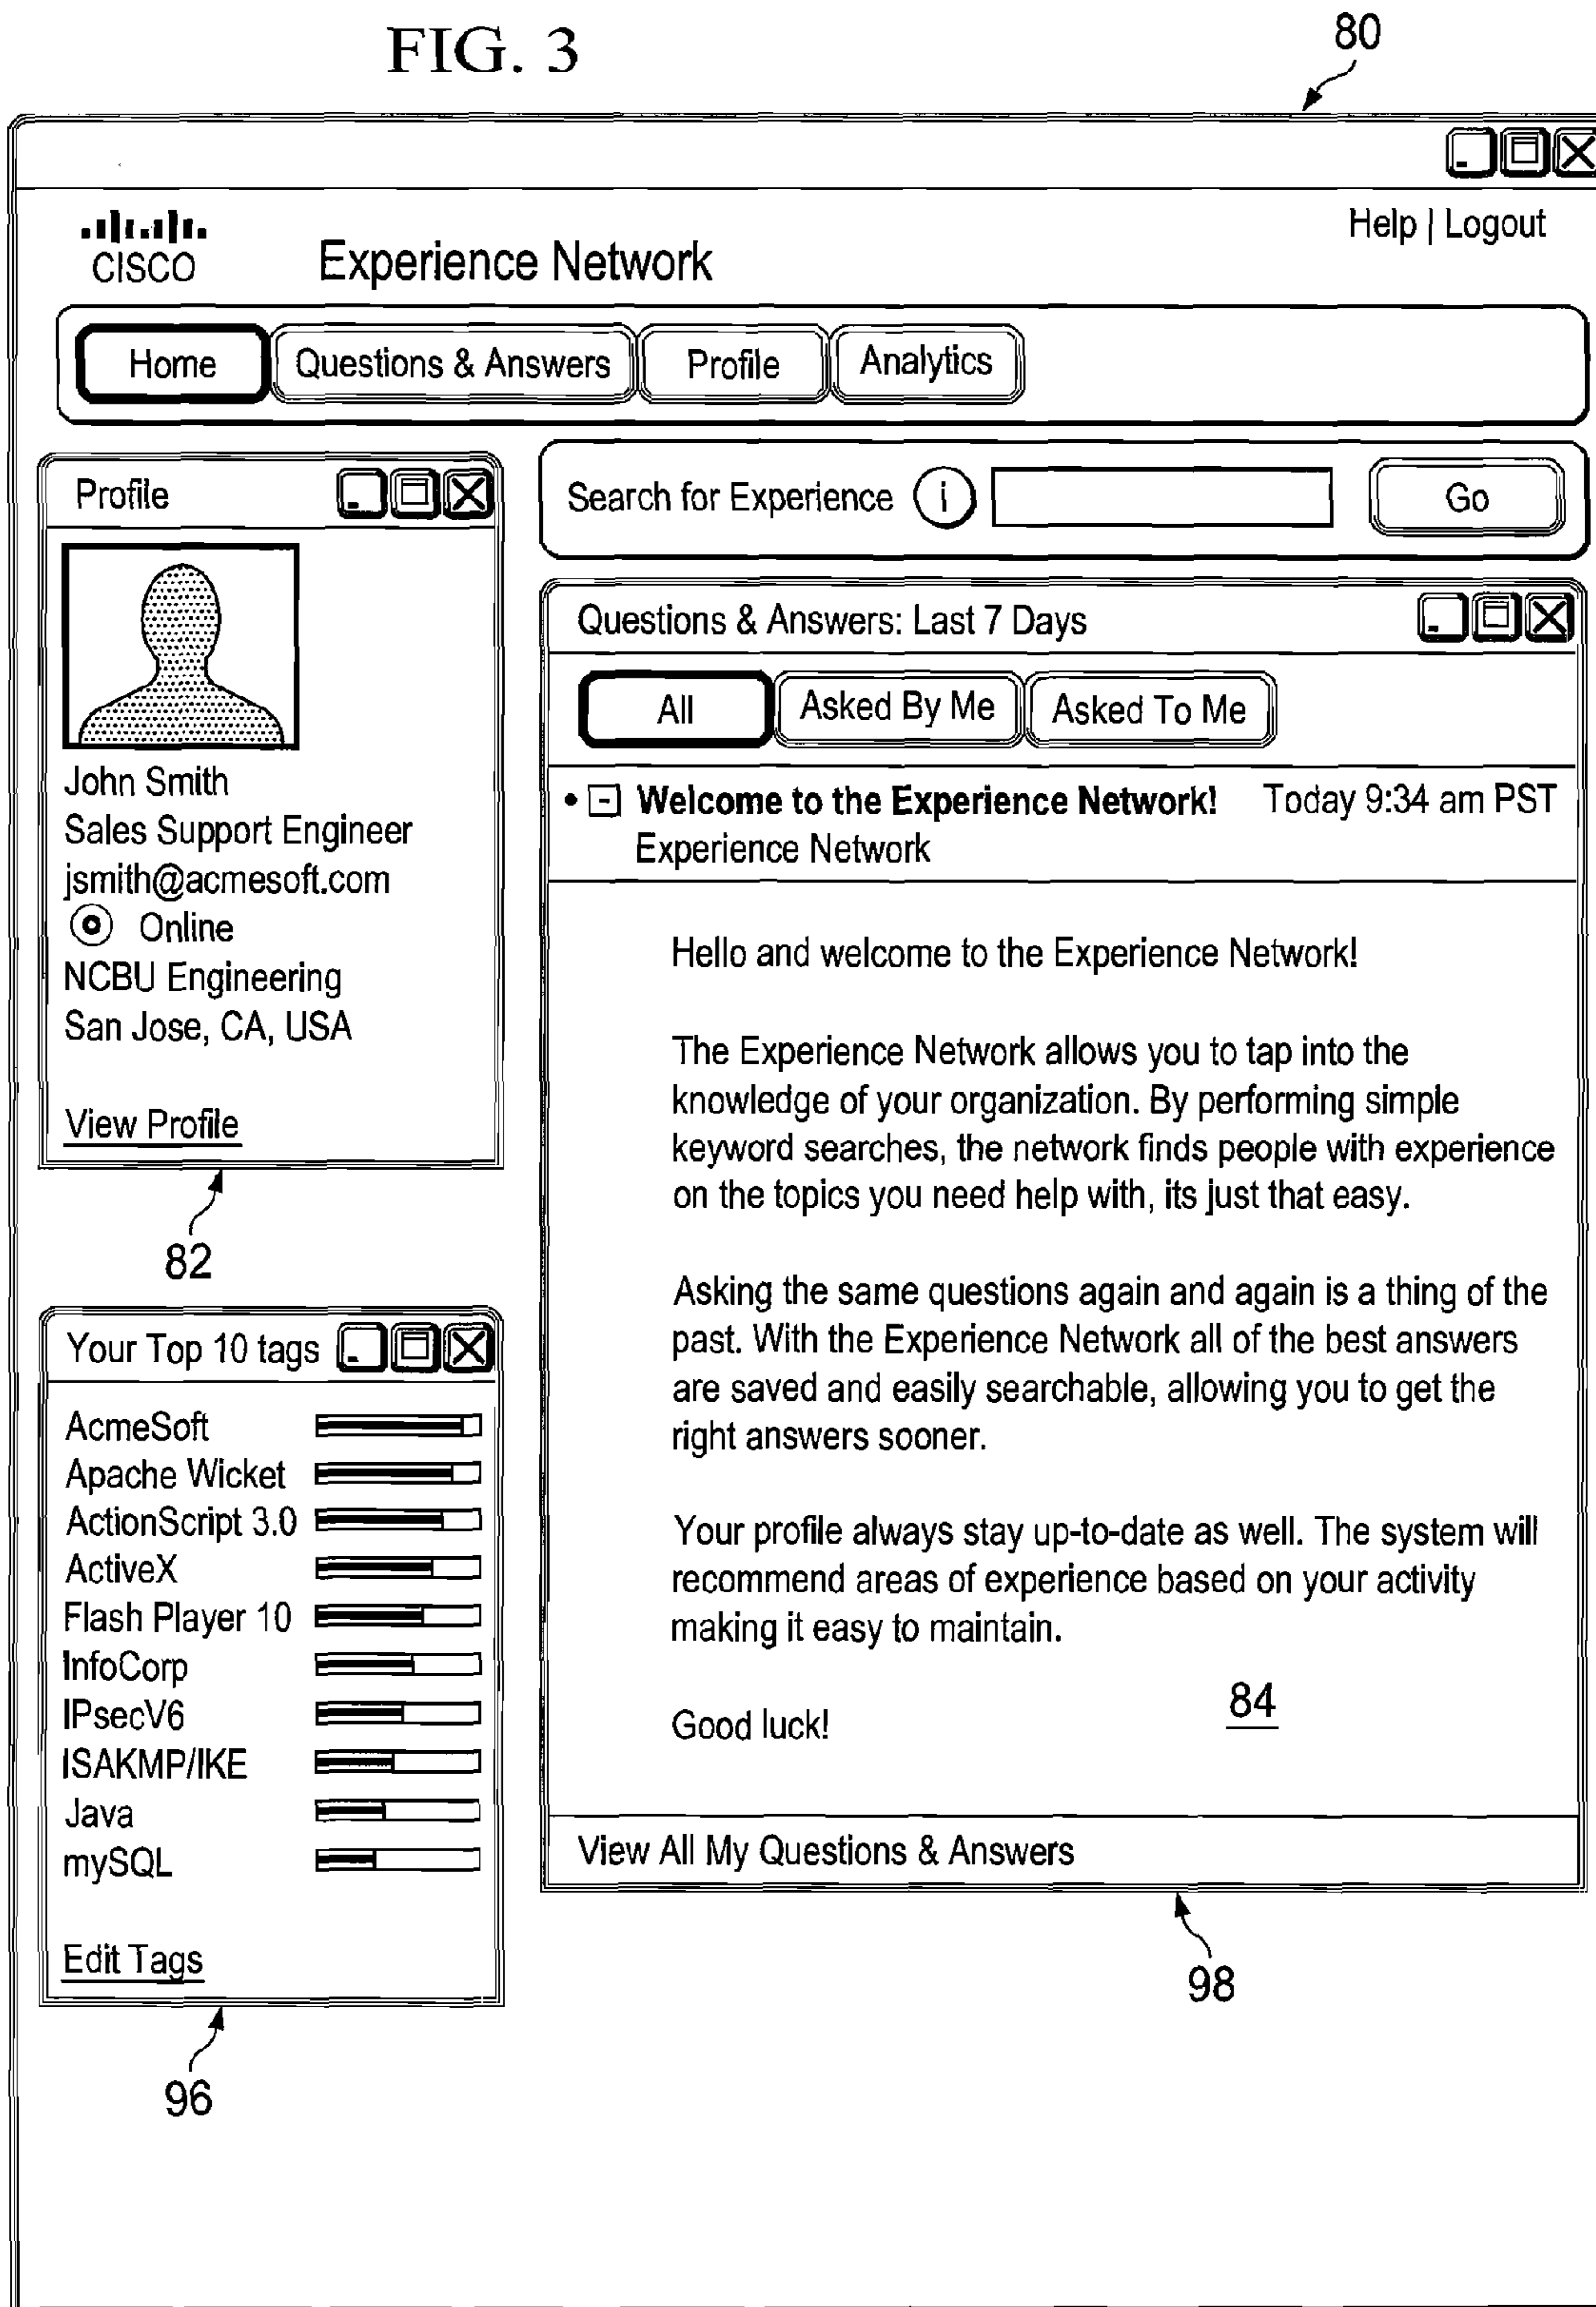 FIG. 3
80
CISCO
Experience Network
Help | Logout
Home
Questions & Answers
Profile
Analytics
Profile
John Smith
Sales Support Engineer
jsmith@acmesoft.com
Online
NCBU Engineering
San Jose, CA, USA
View Profile
82
Your Top 10 tags
AcmeSoft
Apache Wicket
ActionScript 3.0
ActiveX
Flash Player 10
InfoCorp
IPsecV6
ISAKMP/IKE
Java
mySQL
Edit Tags
96
Search for Experience i
Go
Questions & Answers: Last 7 Days
All
Asked By Me
Asked To Me
• - Welcome to the Experience Network! Today 9:34 am PST
Experience Network
Hello and welcome to the Experience Network!
The Experience Network allows you to tap into the
knowledge of your organization. By performing simple
keyword searches, the network finds people with experience
on the topics you need help with, its just that easy.
Asking the same questions again and again is a thing of the
past. With the Experience Network all of the best answers
are saved and easily searchable, allowing you to get the
right answers sooner.
Your profile always stay up-to-date as well. The system will
recommend areas of experience based on your activity
making it easy to maintain.
Good luck!
84
View All My Questions & Answers
98